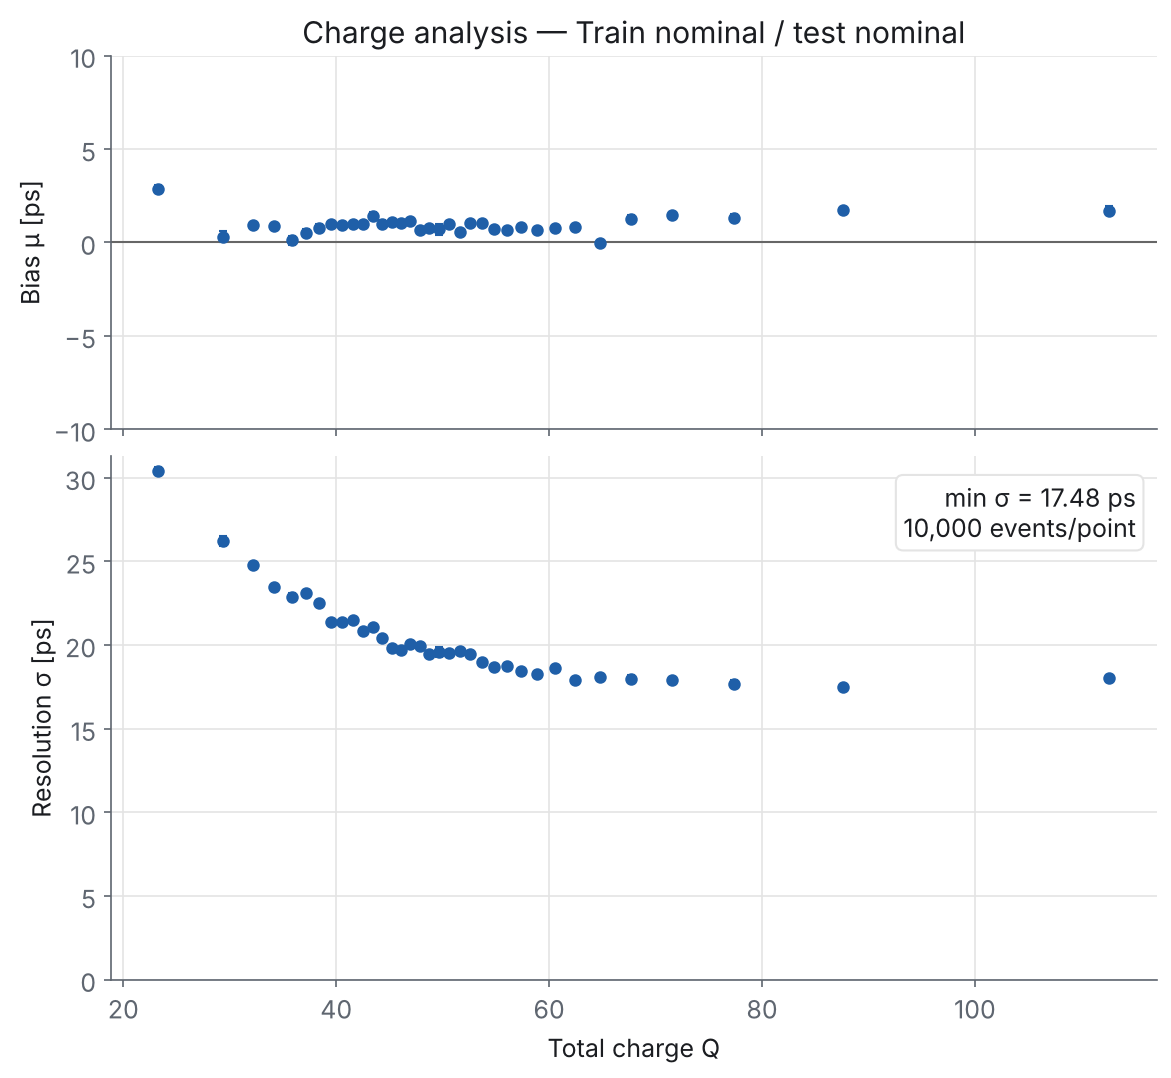 Charge analysis — Train nominal / test nominal
10
5
0
−5
−10
Bias μ [ps]
30
25
20
15
10
5
0
Resolution σ [ps]
min σ = 17.48 ps
10,000 events/point
20 40 60 80 100
Total charge Q